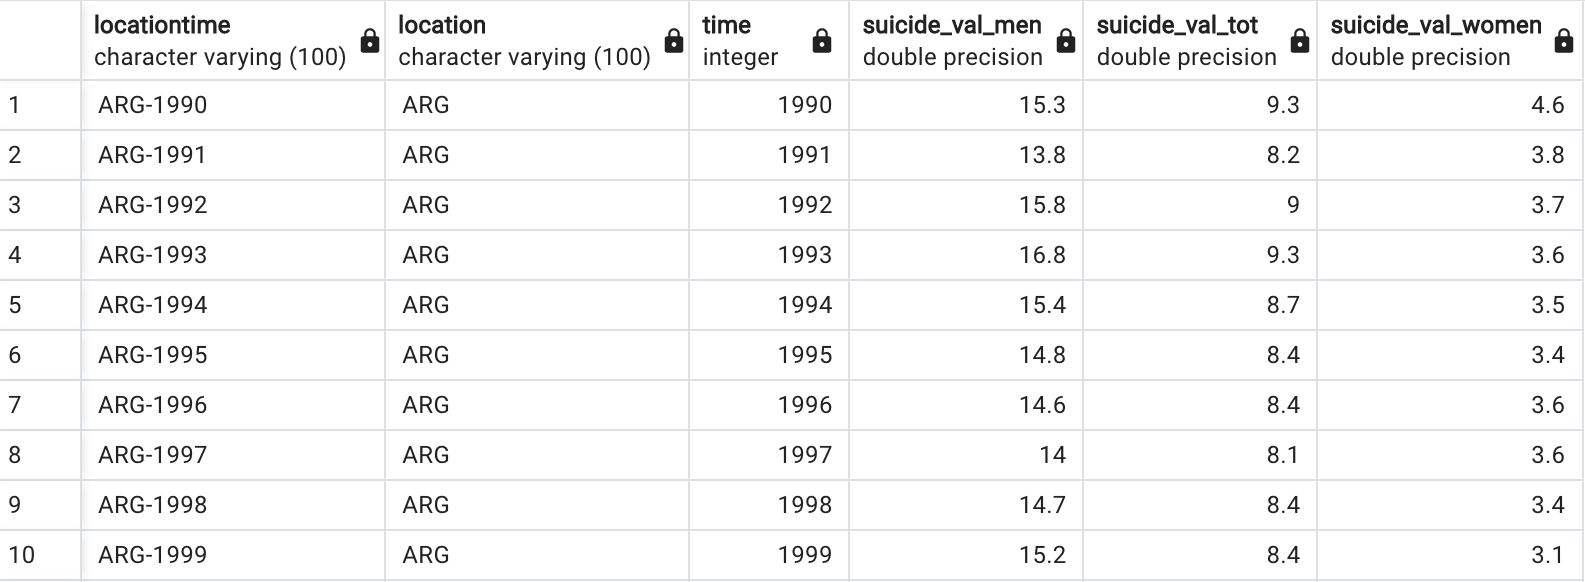 locationtime location time suicide_val_men suicide_val_tot suicide_val_women
character varying (100) character varying (100) integer double precision double precision double precision
1 ARG-1990 ARG 1990 15.3 9.3 4.6
2 ARG-1991 ARG 1991 13.8 8.2 3.8
3 ARG-1992 ARG 1992 15.8 9 3.7
4 ARG-1993 ARG 1993 16.8 9.3 3.6
5 ARG-1994 ARG 1994 15.4 8.7 3.5
6 ARG-1995 ARG 1995 14.8 8.4 3.4
7 ARG-1996 ARG 1996 14.6 8.4 3.6
8 ARG-1997 ARG 1997 14 8.1 3.6
9 ARG-1998 ARG 1998 14.7 8.4 3.4
10 ARG-1999 ARG 1999 15.2 8.4 3.1